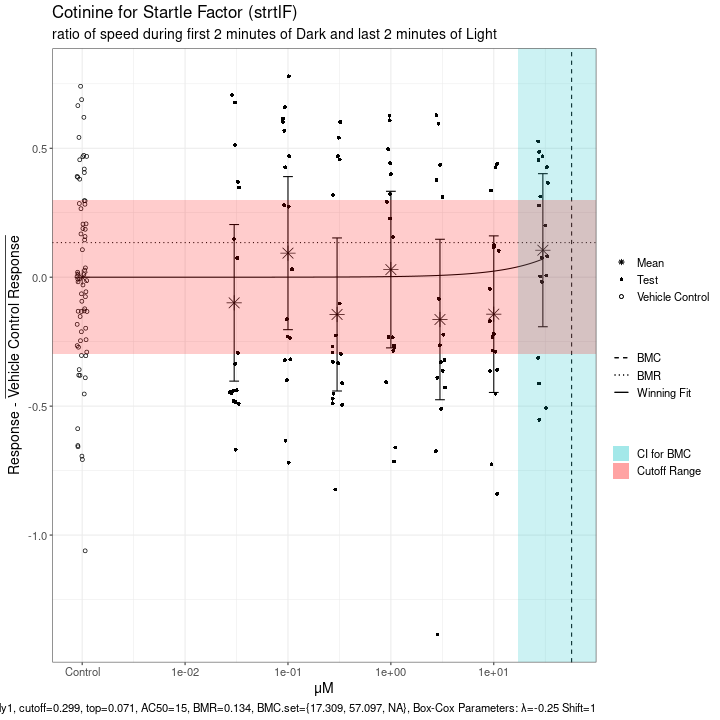 Cotinine for Startle Factor (strtlF)
ratio of speed during first 2 minutes of Dark and last 2 minutes of Light
Response - Vehicle Control Response
0.5
0.0
-0.5
-1.0
Control
1e-02
1e-01
1e+00
1e+01
μM
Mean
Test
Vehicle Control
BMC
BMR
Winning Fit
CI for BMC
Cutoff Range
ly1, cutoff=0.299, top=0.071, AC50=15, BMR=0.134, BMC.set={17.309, 57.097, NA}, Box-Cox Parameters: λ=-0.25 Shift=1